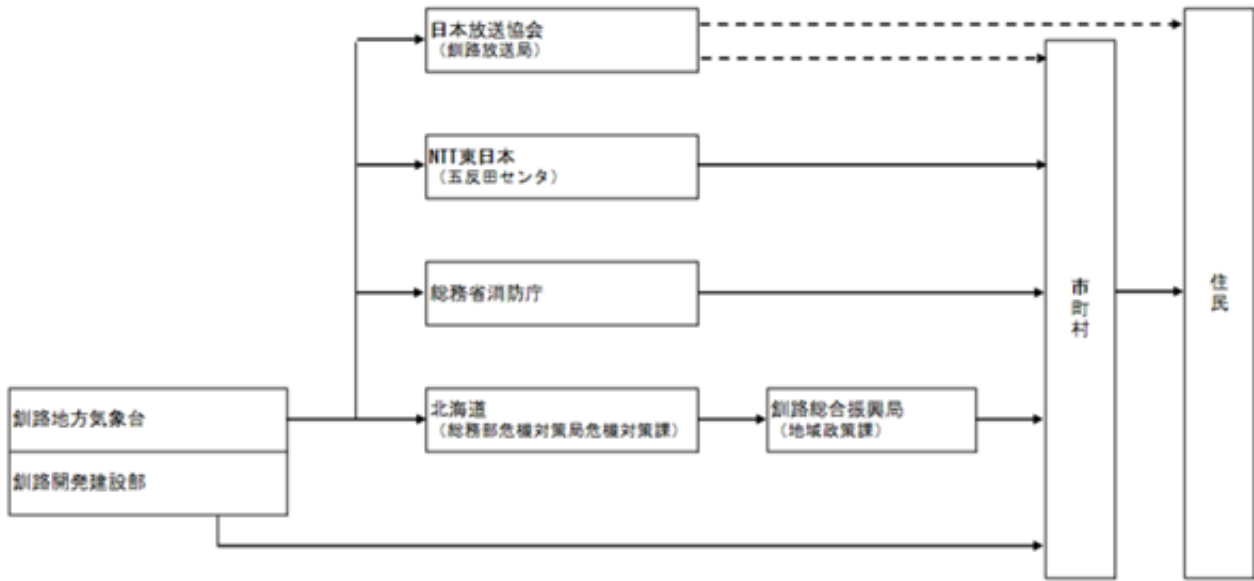 日本放送協会
（釧路放送局）
NTT東日本
（五反田センタ）
総務省消防庁
釧路地方気象台
釧路開発建設部
北海道
（総務部危機対策局危機対策課）
釧路総合振興局
（地域政策課）
市町村
住民